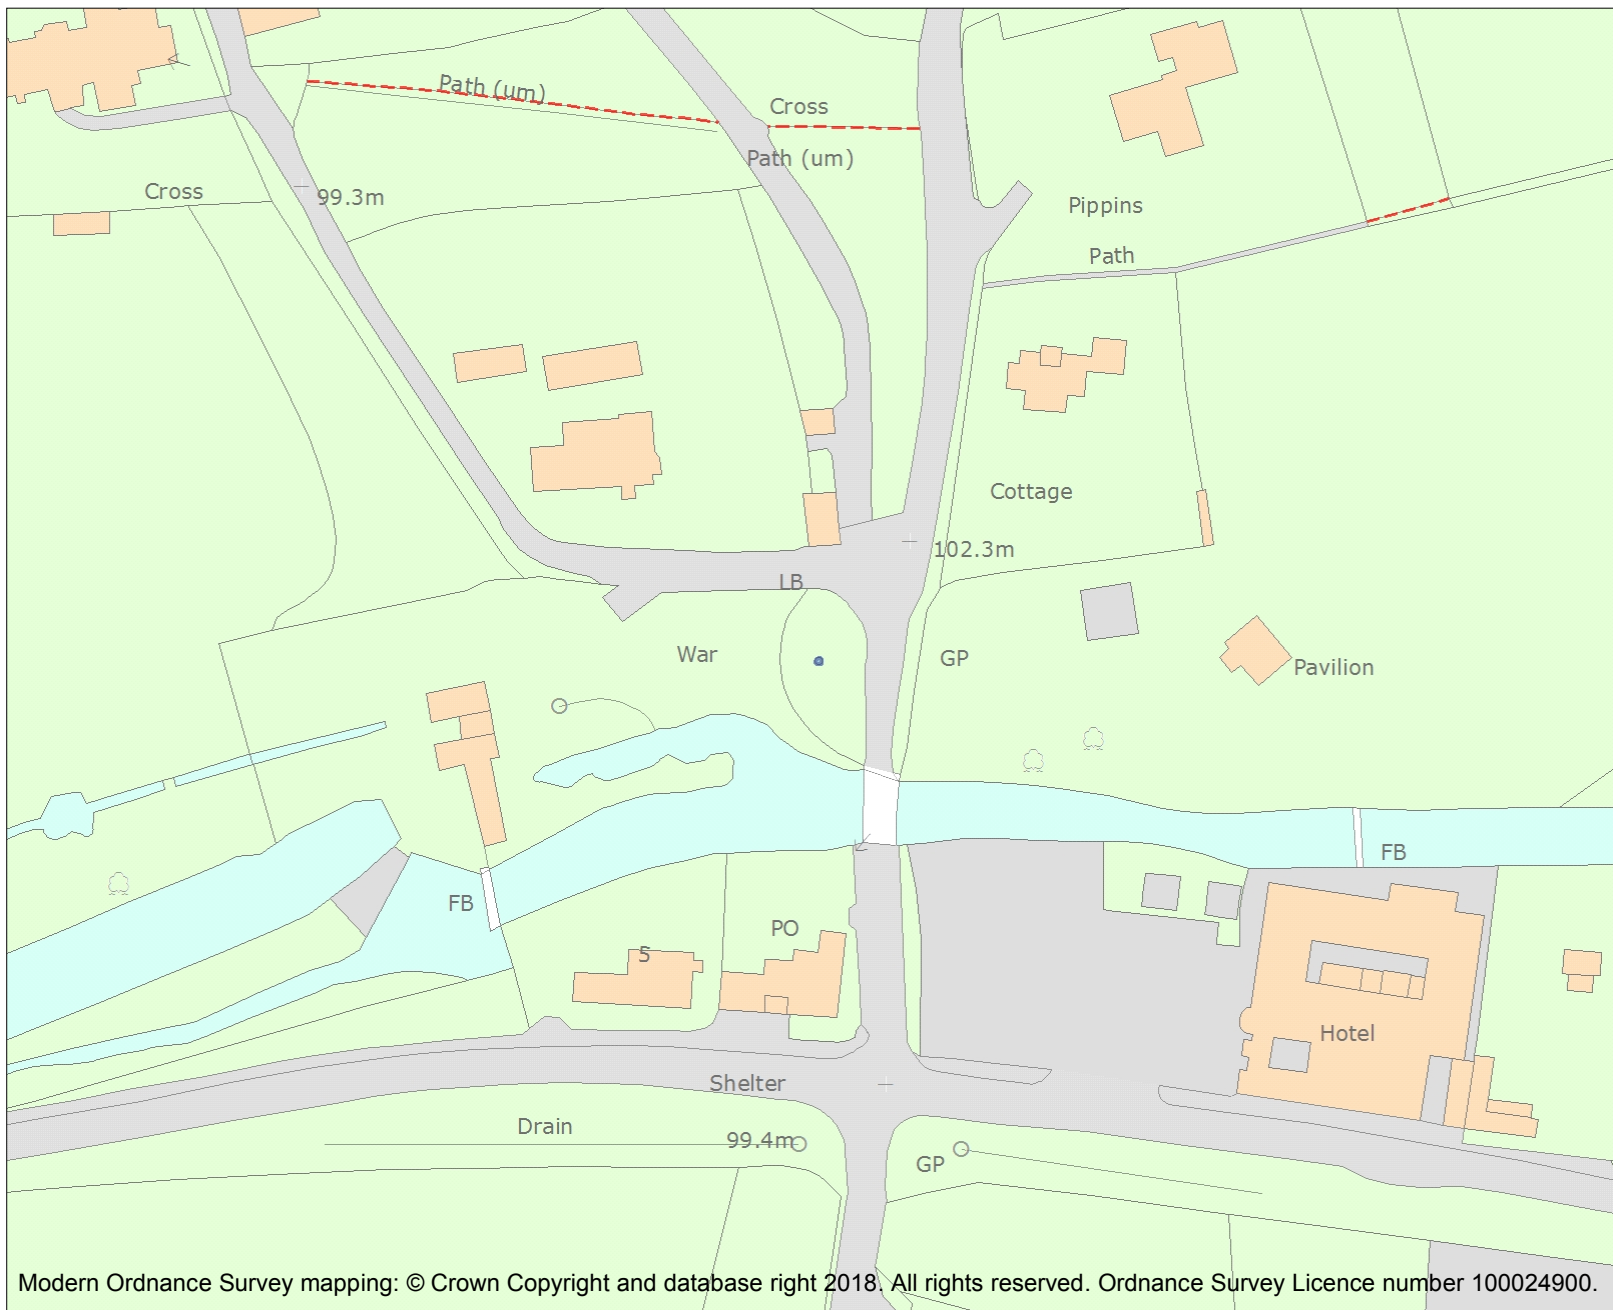 Path (um)
Cross
Path (um)
Cross
99.3m
Pippins
Path
Cottage
102.3m
LB
War
GP
Pavilion
FB
FB
PO
5
Hotel
Shelter
Drain
99.4m
GP
Modern Ordnance Survey mapping: © Crown Copyright and database right 2018. All rights reserved. Ordnance Survey Licence number 100024900.